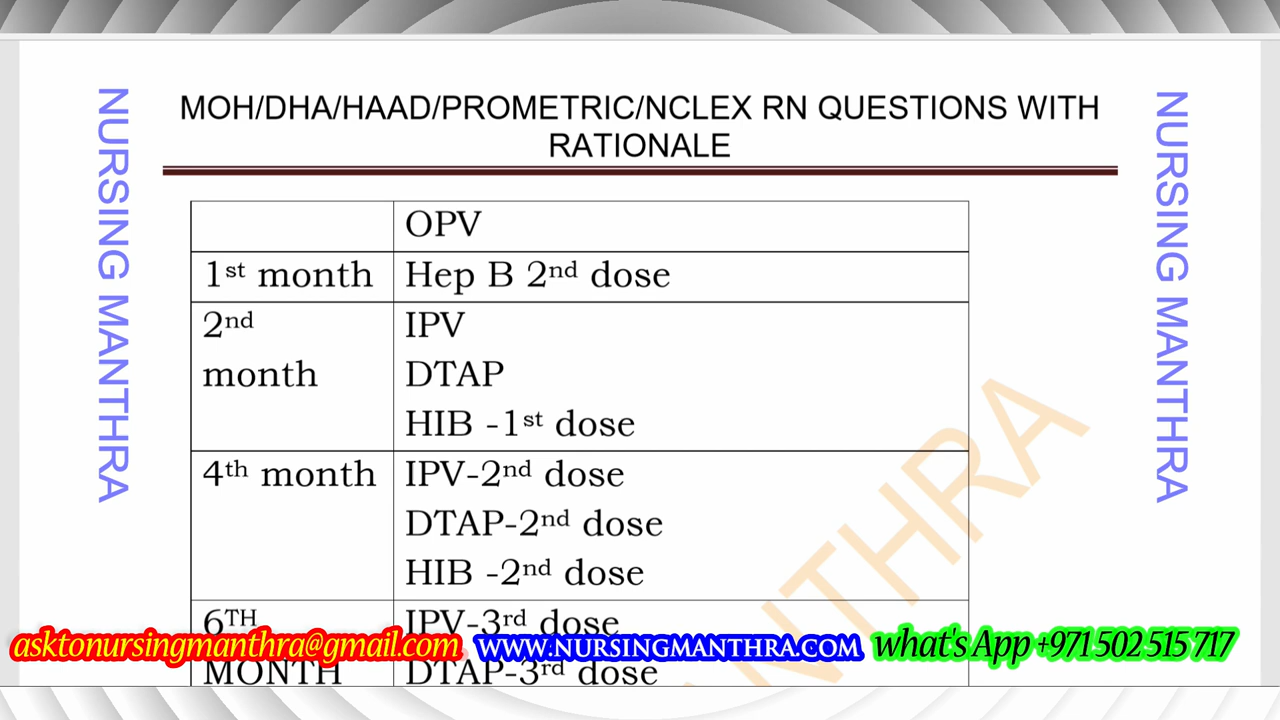 MOH/DHA/HAAD/PROMETRIC/NCLEX RN QUESTIONS WITH
RATIONALE
NURSING MANTHRA
NURSING MANTHRA
OPV
1st month Hep B 2nd dose
2nd IPV
month DTAP
HIB -1st dose
4th month IPV-2nd dose
DTAP-2nd dose
HIB -2nd dose
6TH IPV-3rd dose
MONTH DTAP-3rd dose
MANTHRA
asktonursingmanthra@gmail.com WWW.NURSINGMANTHRA.COM what's App +971 502 515 717